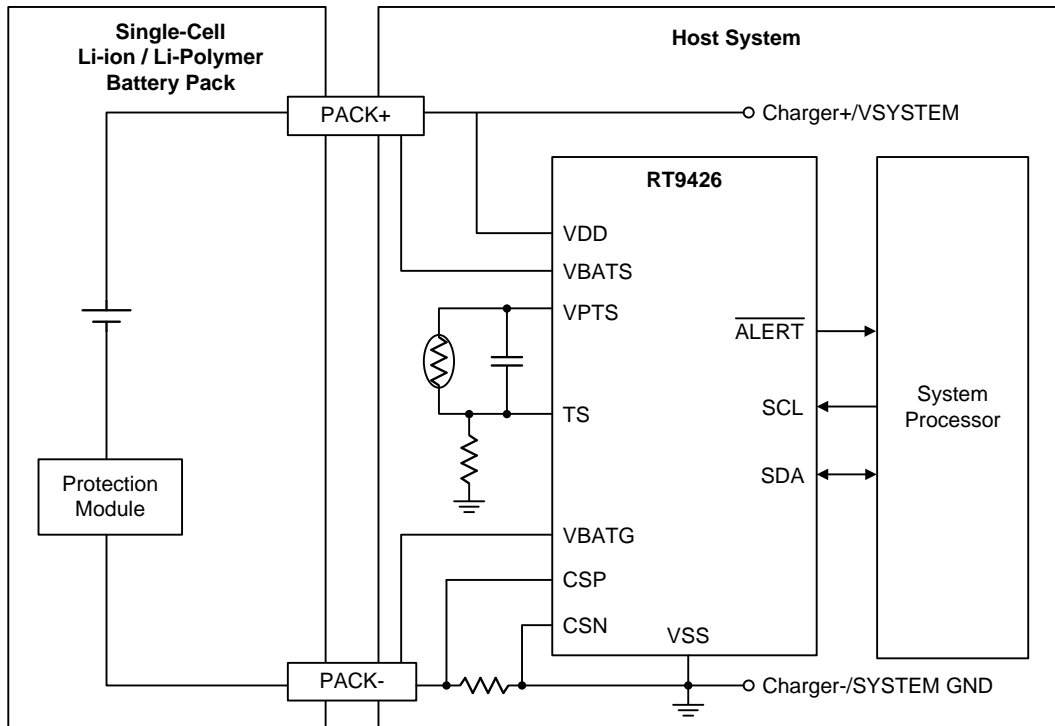 Single-Cell
Li-ion / Li-Polymer
Battery Pack
Host System
PACK+
Charger+/VSYSTEM
RT9426
VDD
VBATS
VPTS
ALERT
TS
SCL
System
Processor
Protection
Module
SDA
VBATG
CSP
CSN
VSS
PACK-
Charger-/SYSTEM GND